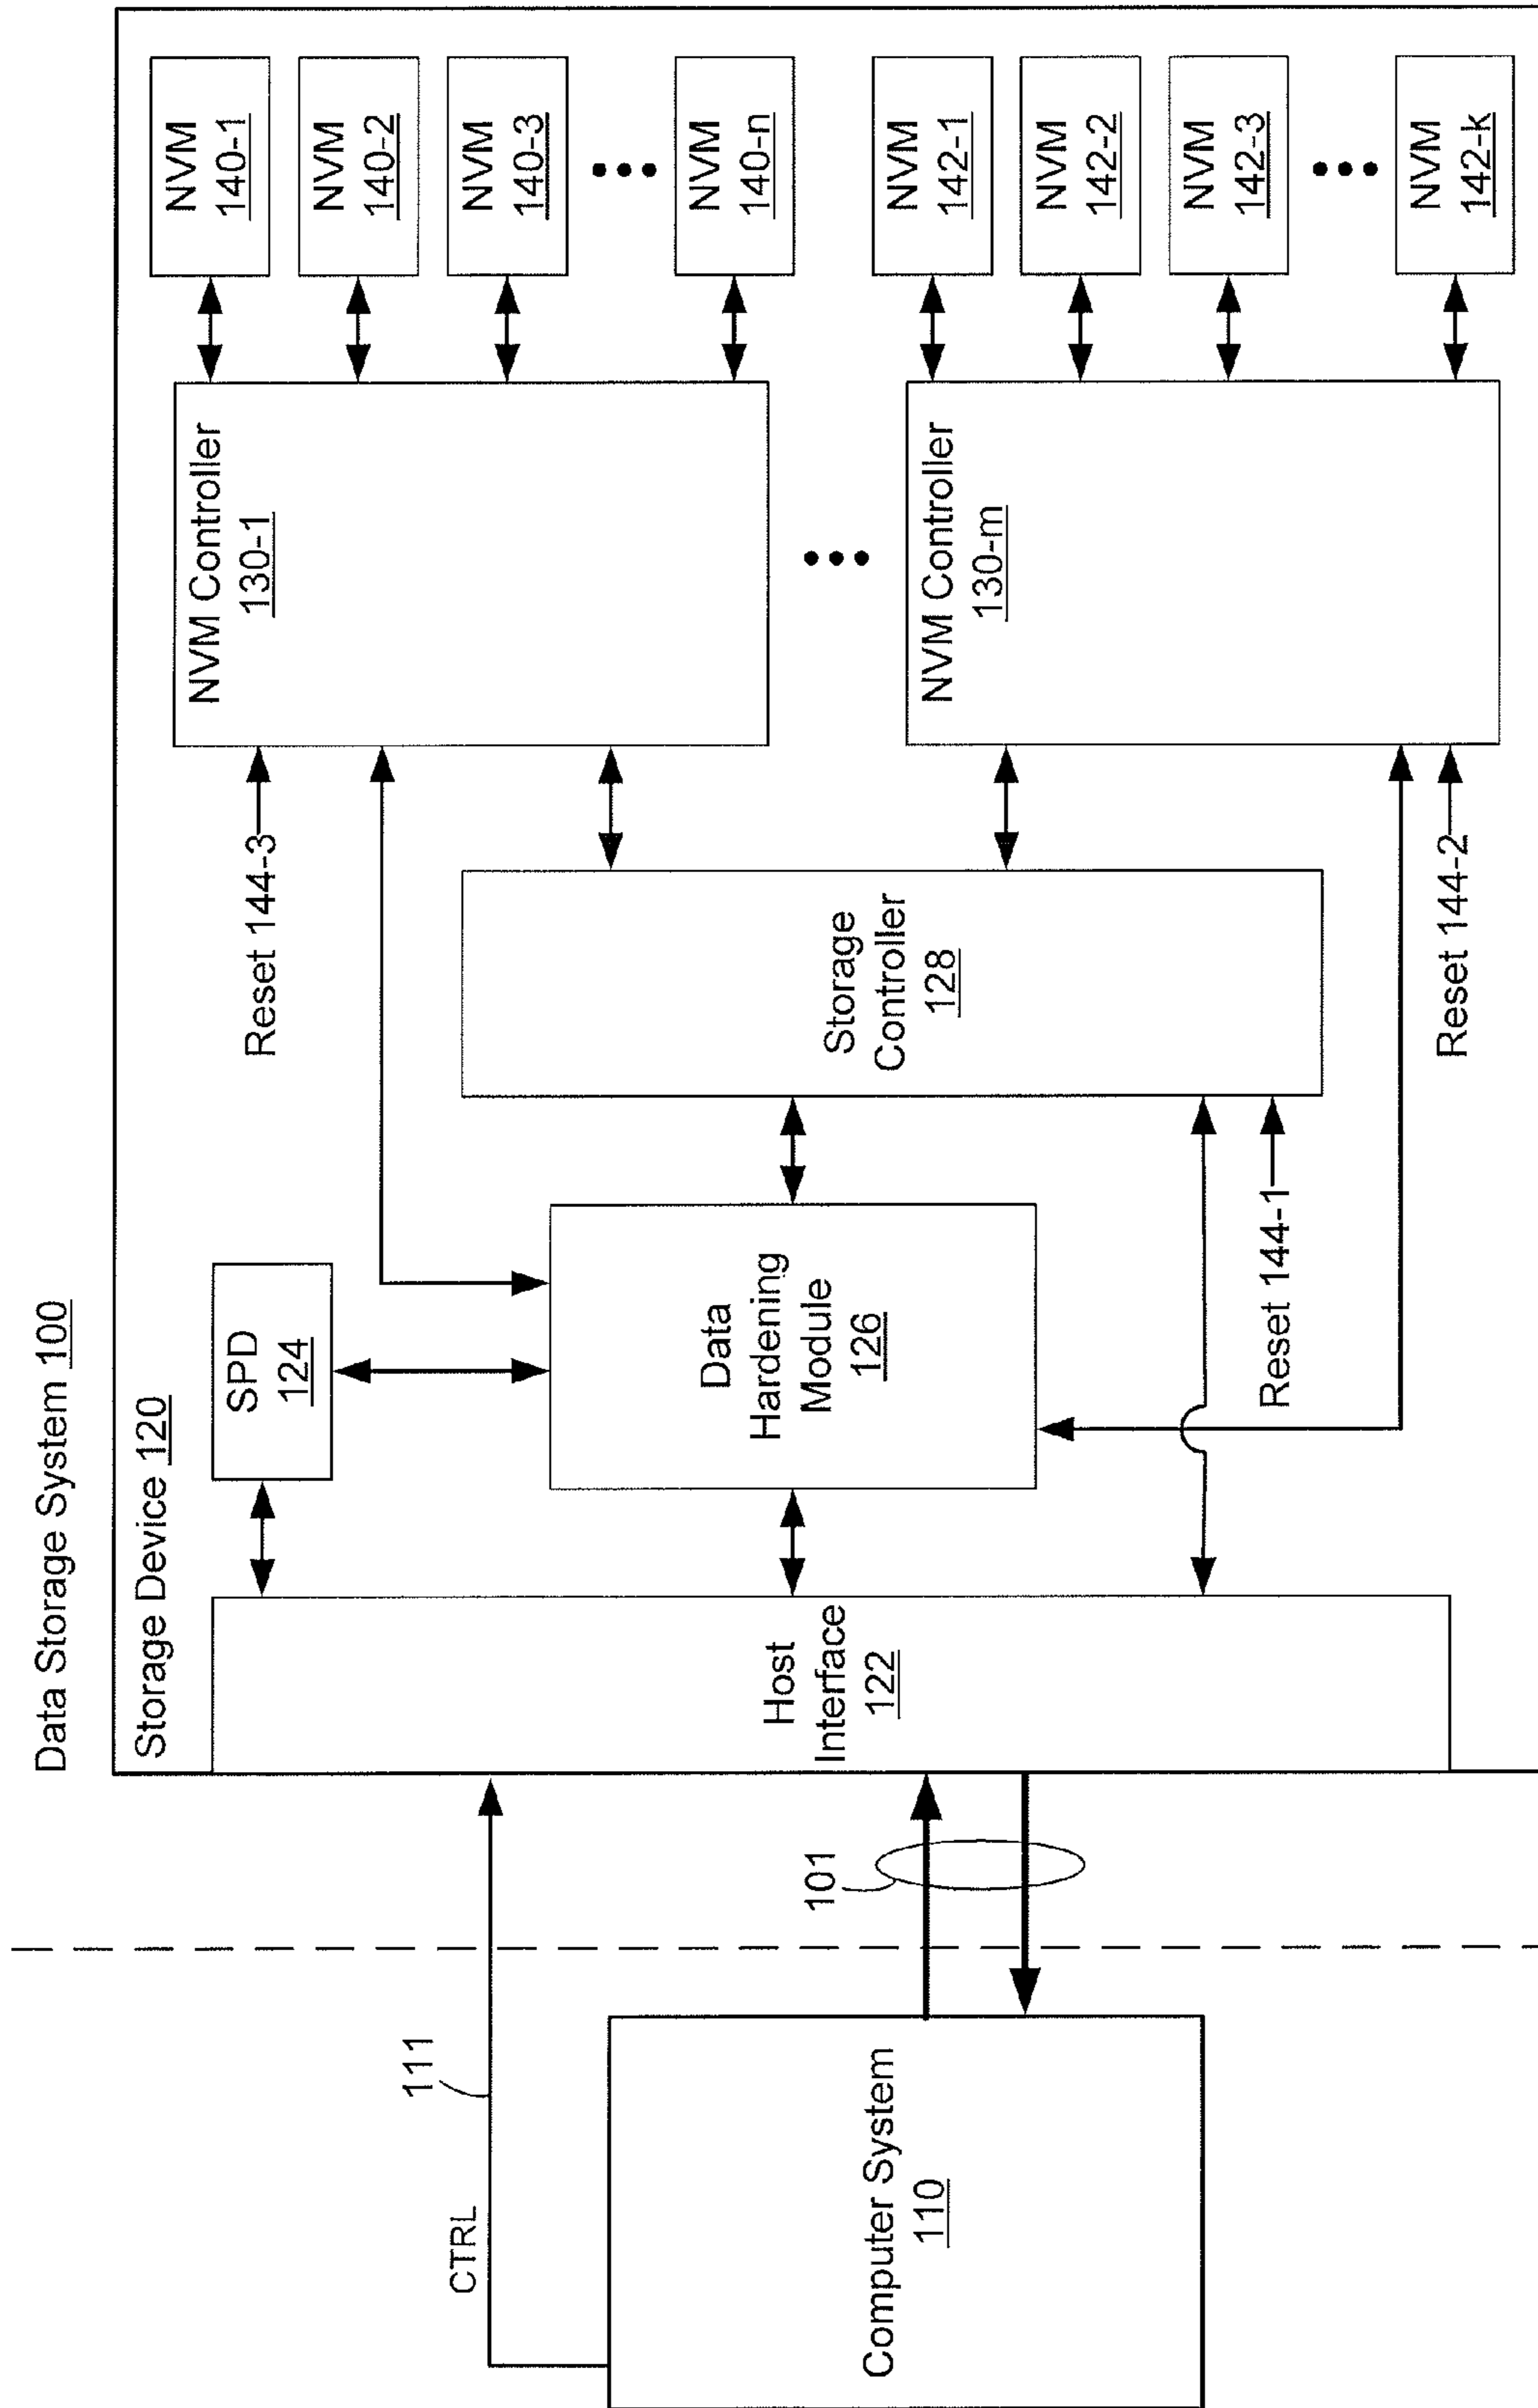 Data Storage System 100
Storage Device 120
Computer System
110
CTRL
111
101
Host
Interface
122
SPD
124
Data
Hardening
Module
126
Storage
Controller
128
Reset 144-1
Reset 144-2
Reset 144-3
NVM Controller
130-1
NVM Controller
130-m
NVM
140-1
NVM
140-2
NVM
140-3
NVM
140-n
NVM
142-1
NVM
142-2
NVM
142-3
NVM
142-k